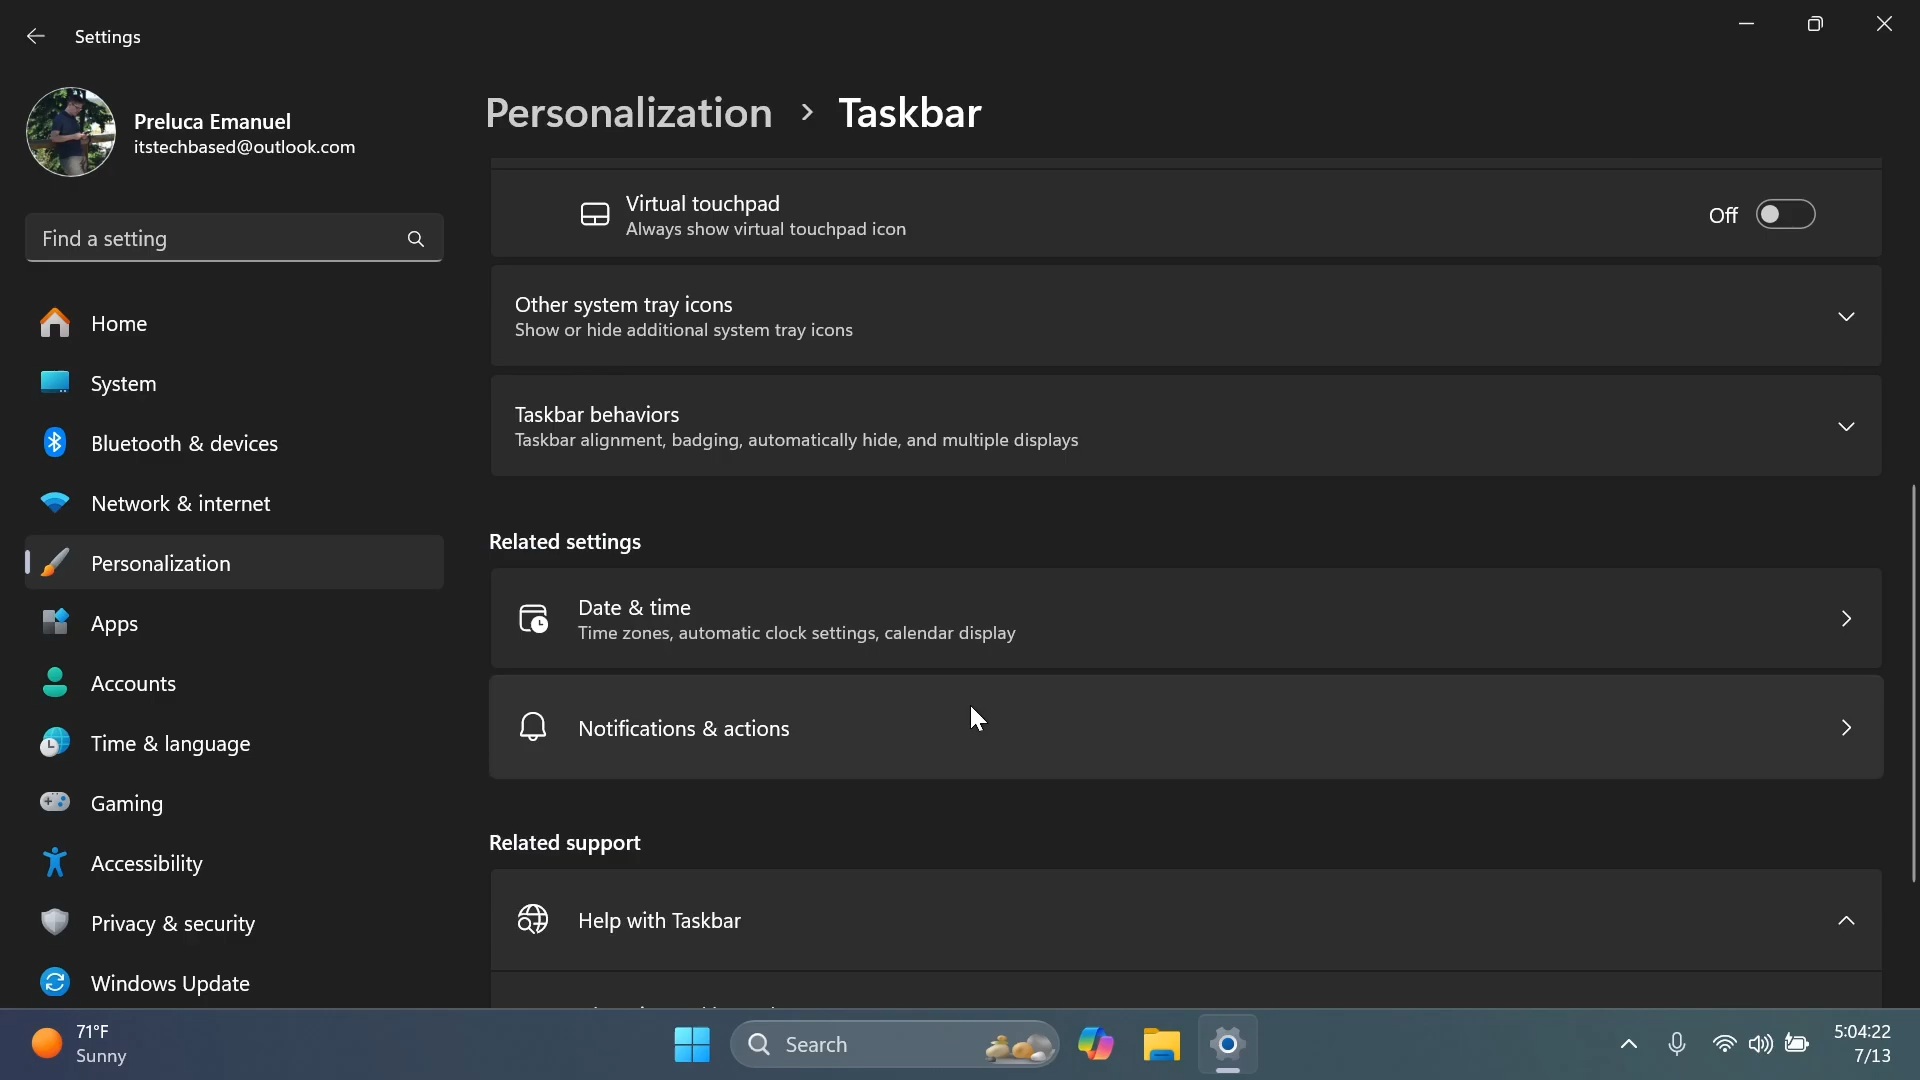 Settings
Preluca Emanuel
itstechbased@outlook.com
Find a setting
Home
System
Bluetooth & devices
Network & internet
Personalization
Apps
Accounts
Time & language
Gaming
Accessibility
Privacy & security
Windows Update
Personalization > Taskbar
Virtual touchpad
Always show virtual touchpad icon
Off
Other system tray icons
Show or hide additional system tray icons
Taskbar behaviors
Taskbar alignment, badging, automatically hide, and multiple displays
Related settings
Date & time
Time zones, automatic clock settings, calendar display
Notifications & actions
Related support
Help with Taskbar
71°F
Sunny
Search
5:04:22
7/13